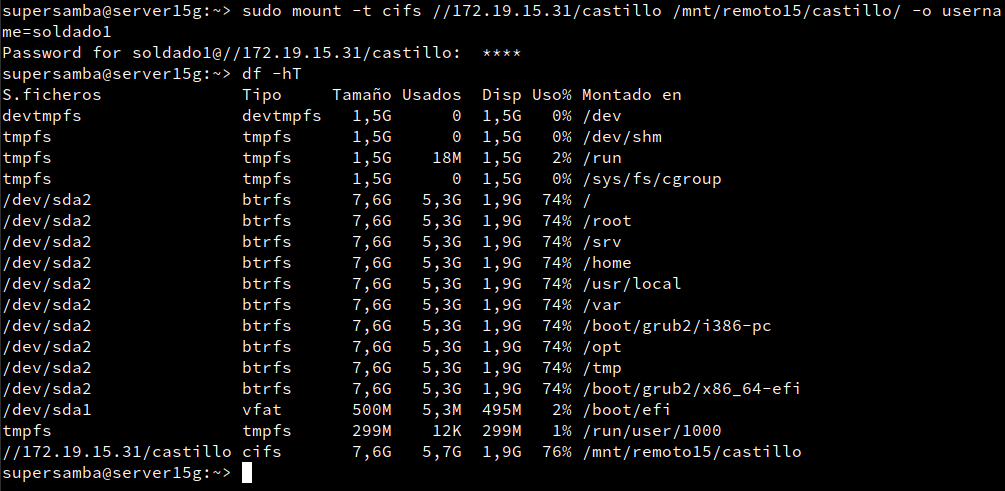 supersamba@server15g:~> sudo mount -t cifs //172.19.15.31/castillo /mnt/remoto15/castillo/ -o userna
me=soldado1
Password for soldado1@//172.19.15.31/castillo:  ****
supersamba@server15g:~> df -hT
S.ficheros              Tipo     Tamaño Usados  Disp Uso% Montado en
devtmpfs                devtmpfs   1,5G      0  1,5G   0% /dev
tmpfs                   tmpfs      1,5G      0  1,5G   0% /dev/shm
tmpfs                   tmpfs      1,5G    18M  1,5G   2% /run
tmpfs                   tmpfs      1,5G      0  1,5G   0% /sys/fs/cgroup
/dev/sda2               btrfs      7,6G   5,3G  1,9G  74% /
/dev/sda2               btrfs      7,6G   5,3G  1,9G  74% /root
/dev/sda2               btrfs      7,6G   5,3G  1,9G  74% /srv
/dev/sda2               btrfs      7,6G   5,3G  1,9G  74% /home
/dev/sda2               btrfs      7,6G   5,3G  1,9G  74% /usr/local
/dev/sda2               btrfs      7,6G   5,3G  1,9G  74% /var
/dev/sda2               btrfs      7,6G   5,3G  1,9G  74% /boot/grub2/i386-pc
/dev/sda2               btrfs      7,6G   5,3G  1,9G  74% /opt
/dev/sda2               btrfs      7,6G   5,3G  1,9G  74% /tmp
/dev/sda2               btrfs      7,6G   5,3G  1,9G  74% /boot/grub2/x86_64-efi
/dev/sda1               vfat       500M   5,3M  495M   2% /boot/efi
tmpfs                   tmpfs      299M    12K  299M   1% /run/user/1000
//172.19.15.31/castillo cifs       7,6G   5,7G  1,9G  76% /mnt/remoto15/castillo
supersamba@server15g:~>